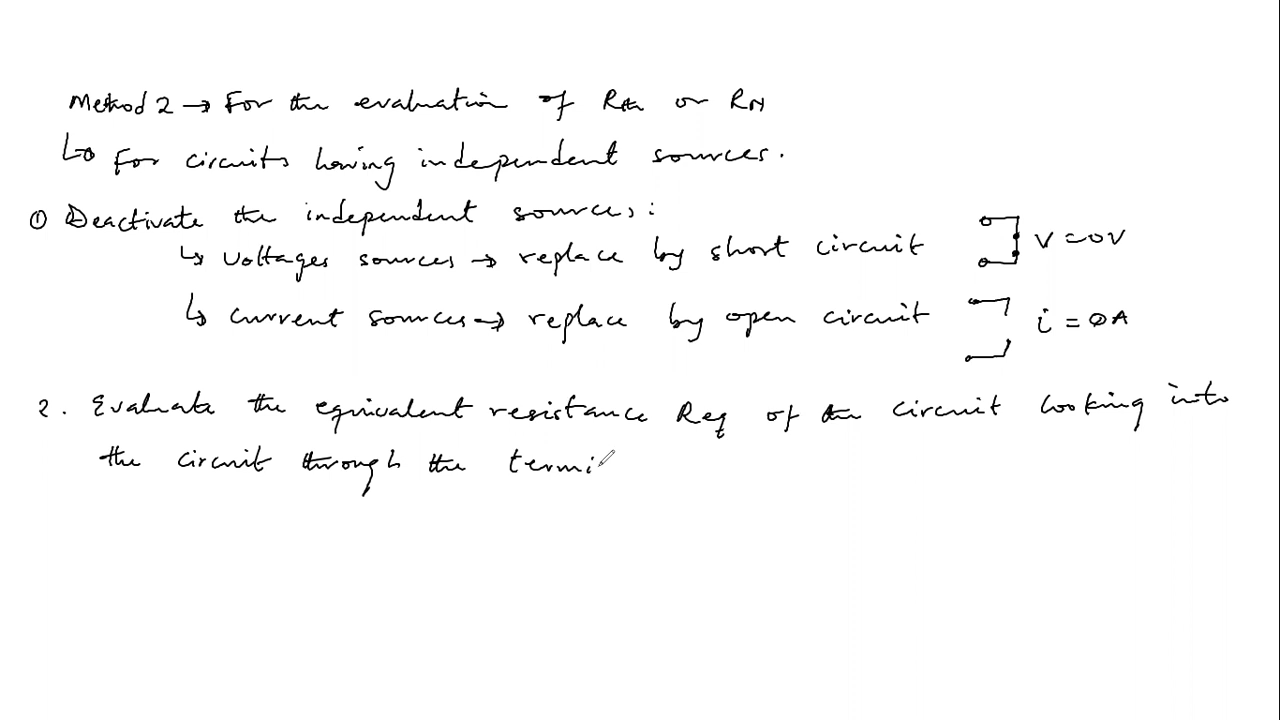 Method 2 → For the evaluation of Rth or RN
↳ For circuits having independent sources.
① Deactivate the independent sources:
↳ voltages sources → replace by short circuit V = 0V
↳ current sources → replace by open circuit i = 0A
2. Evaluate the equivalent resistance Req of the circuit looking into
the circuit through the termi